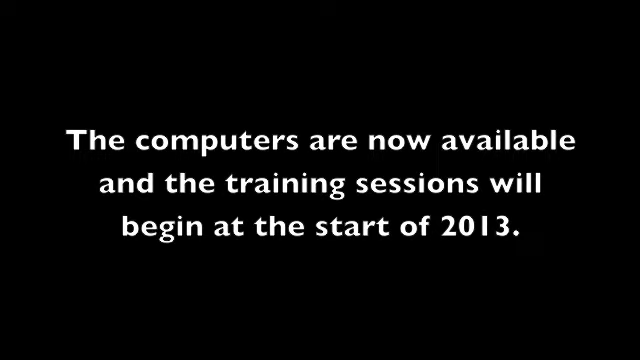 The computers are now available
and the training sessions will
begin at the start of 2013.